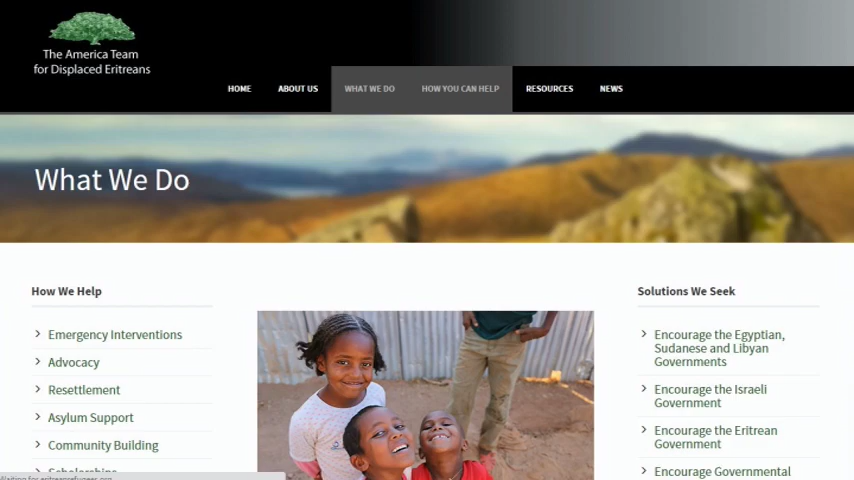 The America Team
for Displaced Eritreans
HOME
ABOUT US
WHAT WE DO
HOW YOU CAN HELP
RESOURCES
NEWS
What We Do
How We Help
Emergency Interventions
Advocacy
Resettlement
Asylum Support
Community Building
Scholarships
Solutions We Seek
Encourage the Egyptian,
Sudanese and Libyan
Governments
Encourage the Israeli
Government
Encourage the Eritrean
Government
Encourage Governmental